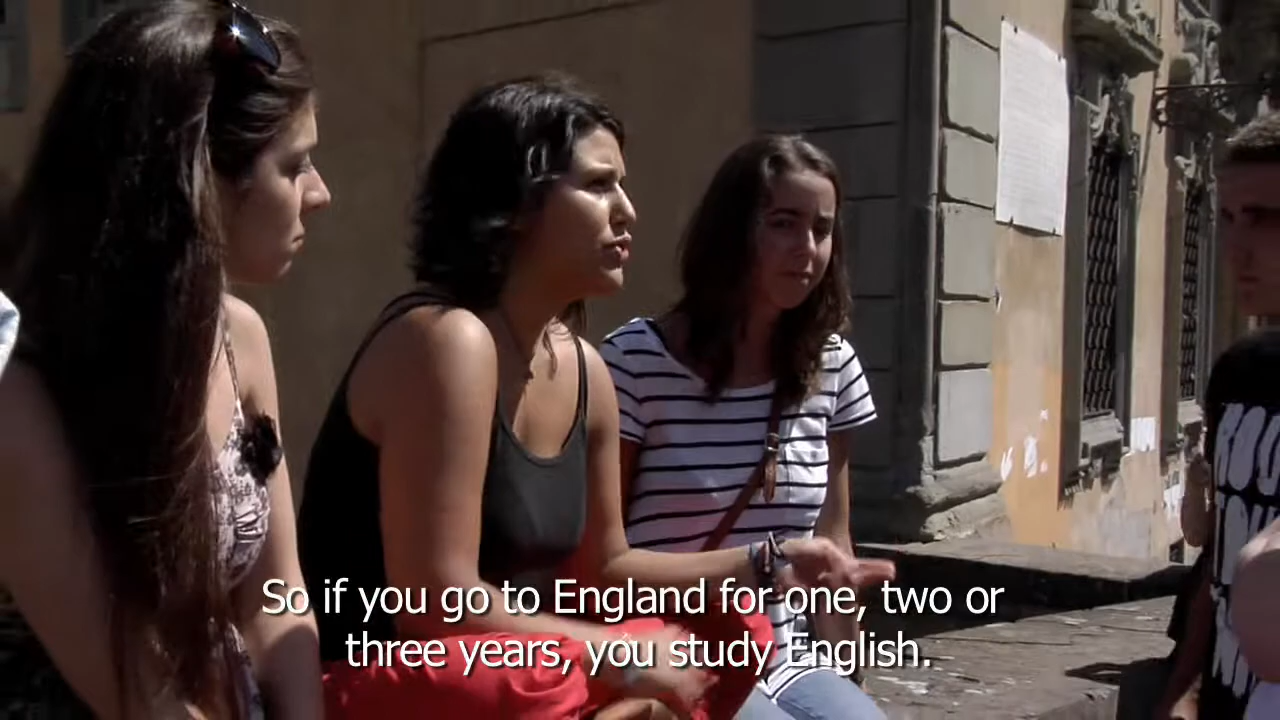 So if you go to England for one, two or
three years, you study English.